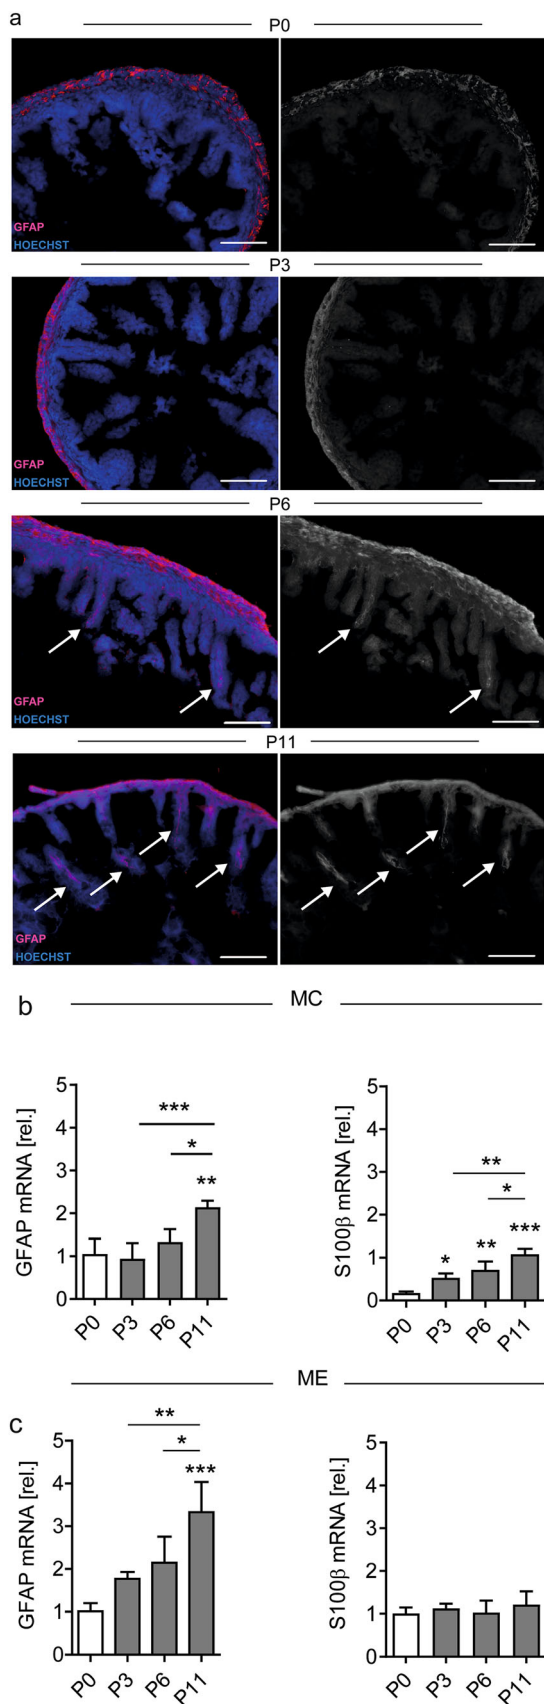 a
P0
GFAP
HOECHST
P3
GFAP
HOECHST
P6
GFAP
HOECHST
P11
GFAP
HOECHST
b
MC
GFAP mRNA [rel.]
5
4
3
2
1
0
***
*
**
P0 P3 P6 P11
S100β mRNA [rel.]
5
4
3
2
1
0
**
*
* ** ***
P0 P3 P6 P11
ME
c
GFAP mRNA [rel.]
5
4
3
2
1
0
**
*
***
P0 P3 P6 P11
S100β mRNA [rel.]
5
4
3
2
1
0
P0 P3 P6 P11